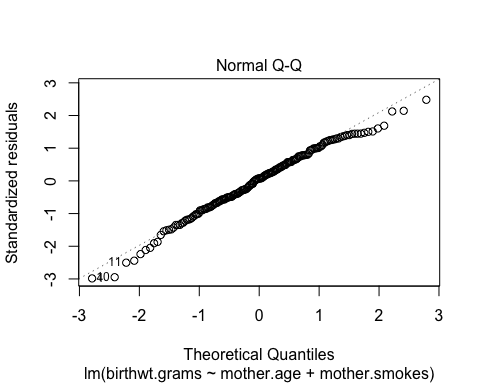 Normal Q-Q
Standardized residuals
3
2
1
0
-1
-2
-3
11
10
-3 -2 -1 0 1 2 3
Theoretical Quantiles
lm(birthwt.grams ~ mother.age + mother.smokes)